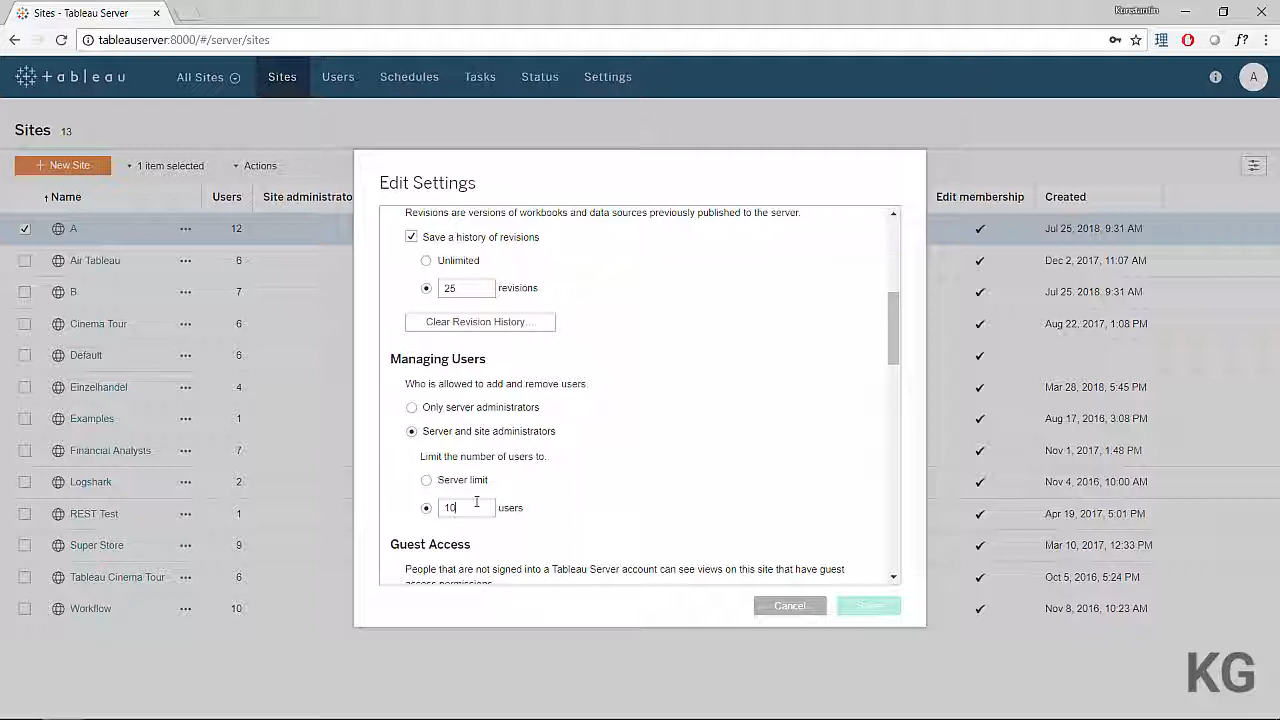 Sites - Tableau Server
Konstantin
tableauserver:8000/#/server/sites
f?
tableau
All Sites
Sites
Users
Schedules
Tasks
Status
Settings
A
Sites 13
+ New Site
1 item selected
Actions
Name
Users
Site administrato
Edit membership
Created
A ... 12 Jul 25, 2018, 9:31 AM
Air Tableau ... 6 Dec 2, 2017, 11:07 AM
B ... 7 Jul 25, 2018, 9:31 AM
Cinema Tour ... 6 Aug 22, 2017, 1:08 PM
Default ... 6
Einzelhandel ... 4 Mar 28, 2018, 5:45 PM
Examples ... 1 Aug 17, 2016, 3:08 PM
Financial Analysts ... 7 Nov 1, 2017, 1:48 PM
Logshark ... 2 Nov 4, 2016, 10:00 AM
REST Test ... 1 Apr 19, 2017, 5:01 PM
Super Store ... 9 Mar 10, 2017, 12:33 PM
Tableau Cinema Tour ... 6 Oct 5, 2016, 5:24 PM
Workflow ... 10 Nov 8, 2016, 10:23 AM
Edit Settings
Revisions are versions of workbooks and data sources previously published to the server.
Save a history of revisions
Unlimited
25 revisions
Clear Revision History...
Managing Users
Who is allowed to add and remove users.
Only server administrators
Server and site administrators
Limit the number of users to.
Server limit
10 users
Guest Access
People that are not signed into a Tableau Server account can see views on this site that have guest
access permissions
Cancel
KG